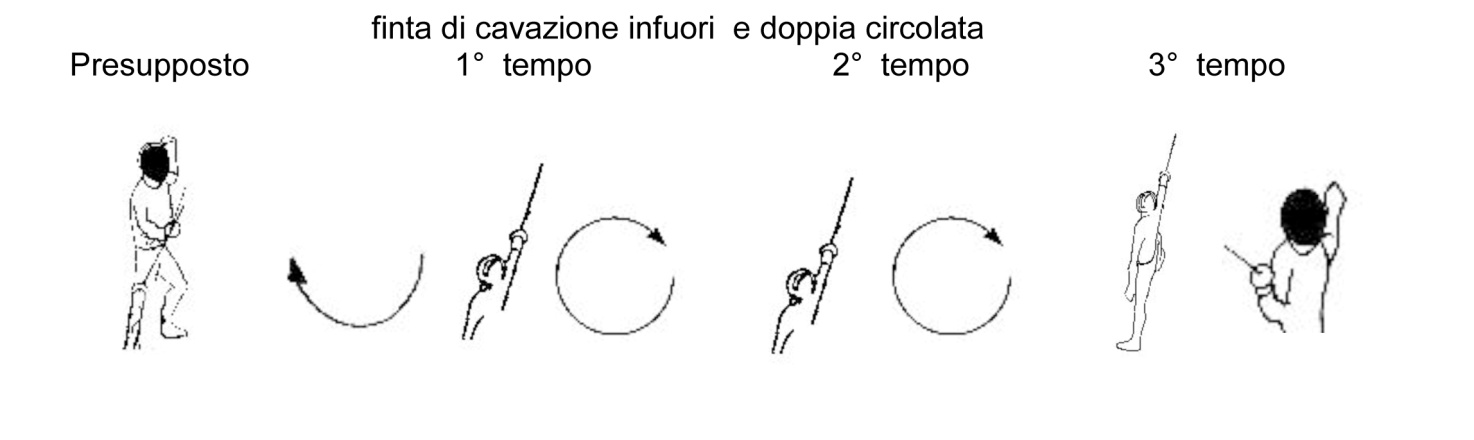 finta di cavazione infuori e doppia circolata
Presupposto 1° tempo 2° tempo 3° tempo